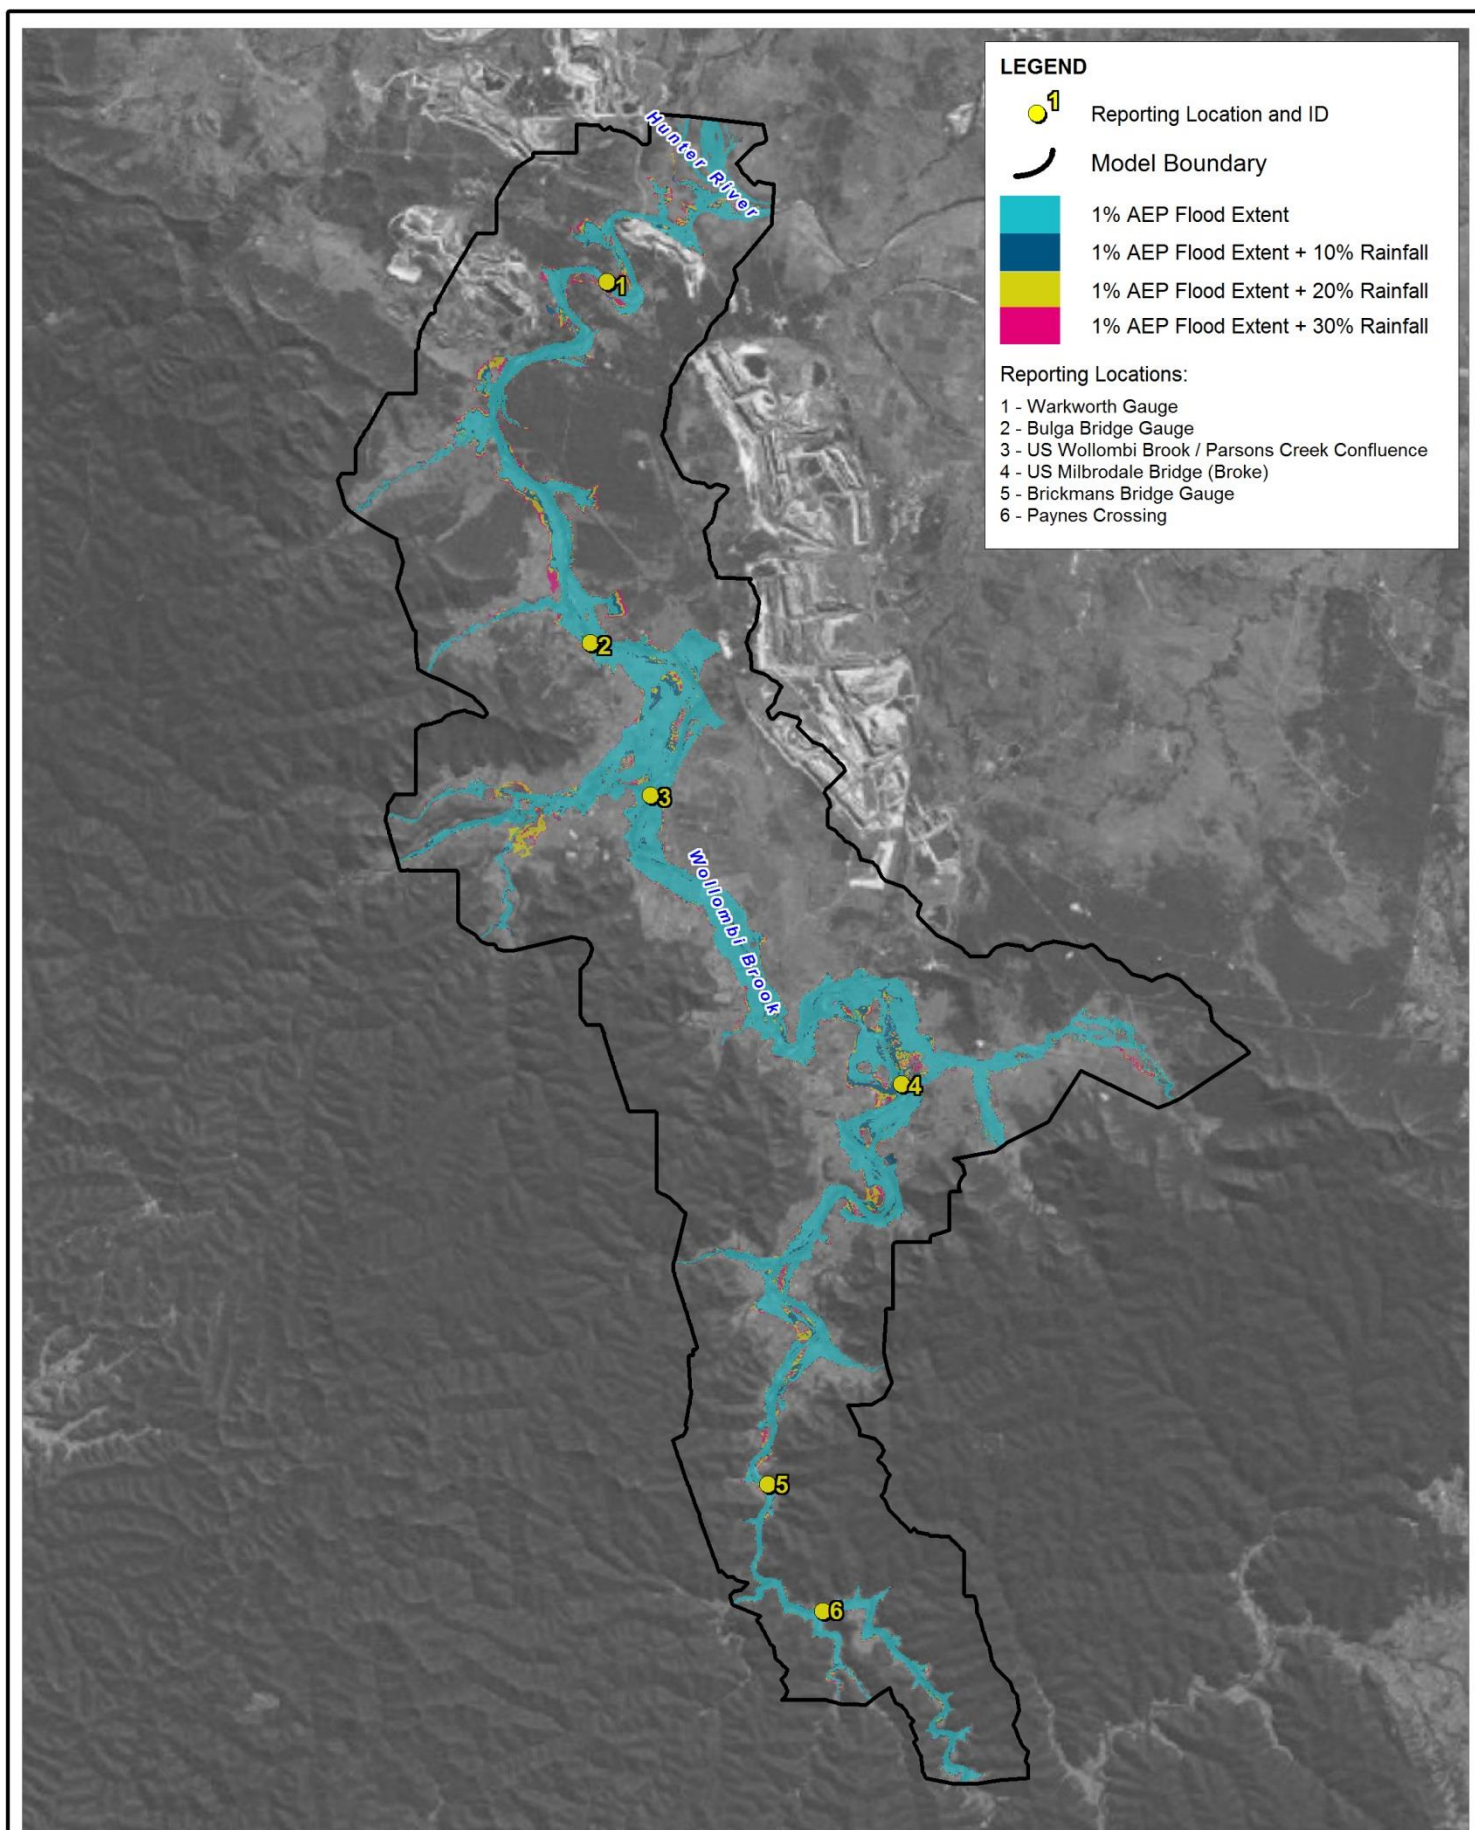 LEGEND
1
Reporting Location and ID
Model Boundary
1% AEP Flood Extent
1% AEP Flood Extent + 10% Rainfall
1% AEP Flood Extent + 20% Rainfall
1% AEP Flood Extent + 30% Rainfall
Reporting Locations:
1 - Warkworth Gauge
2 - Bulga Bridge Gauge
3 - US Wollombi Brook / Parsons Creek Confluence
4 - US Milbrodale Bridge (Broke)
5 - Brickmans Bridge Gauge
6 - Paynes Crossing
Hunter River
1
2
3
Wollombi Brook
4
5
6